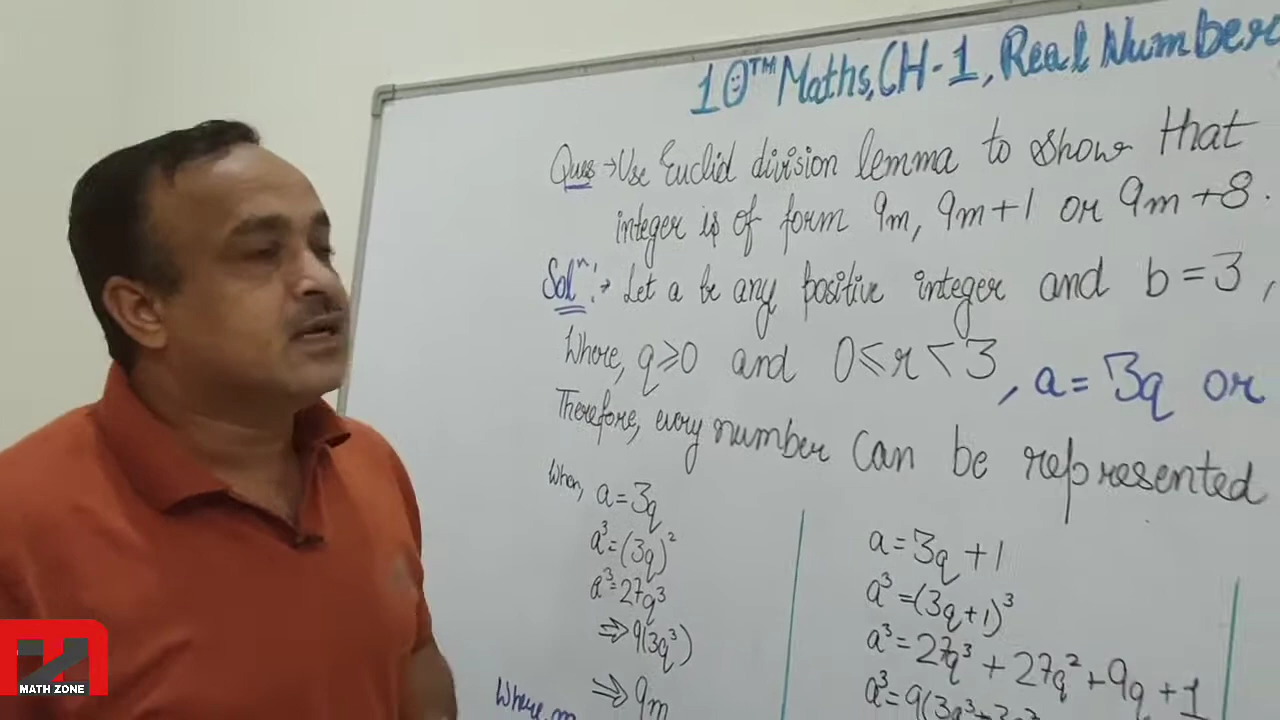 10TH Maths, CH-1, Real Number
Ques → Use Euclid division lemma to show that
integer is of form 9m, 9m+1 or 9m+8.
Solⁿ:→ Let a be any positive integer and b = 3,
Where, q≥0 and 0≤r<3, a = 3q or
Therefore, every number can be represented
When, a = 3q
a³ = (3q)²
a³ = 27q³
⇒ 9(3q³)
⇒ 9m
Where, m
a = 3q + 1
a³ = (3q+1)³
a³ = 27q³ + 27q² + 9q + 1
a³ = 9(3q³+3q²
MATH ZONE